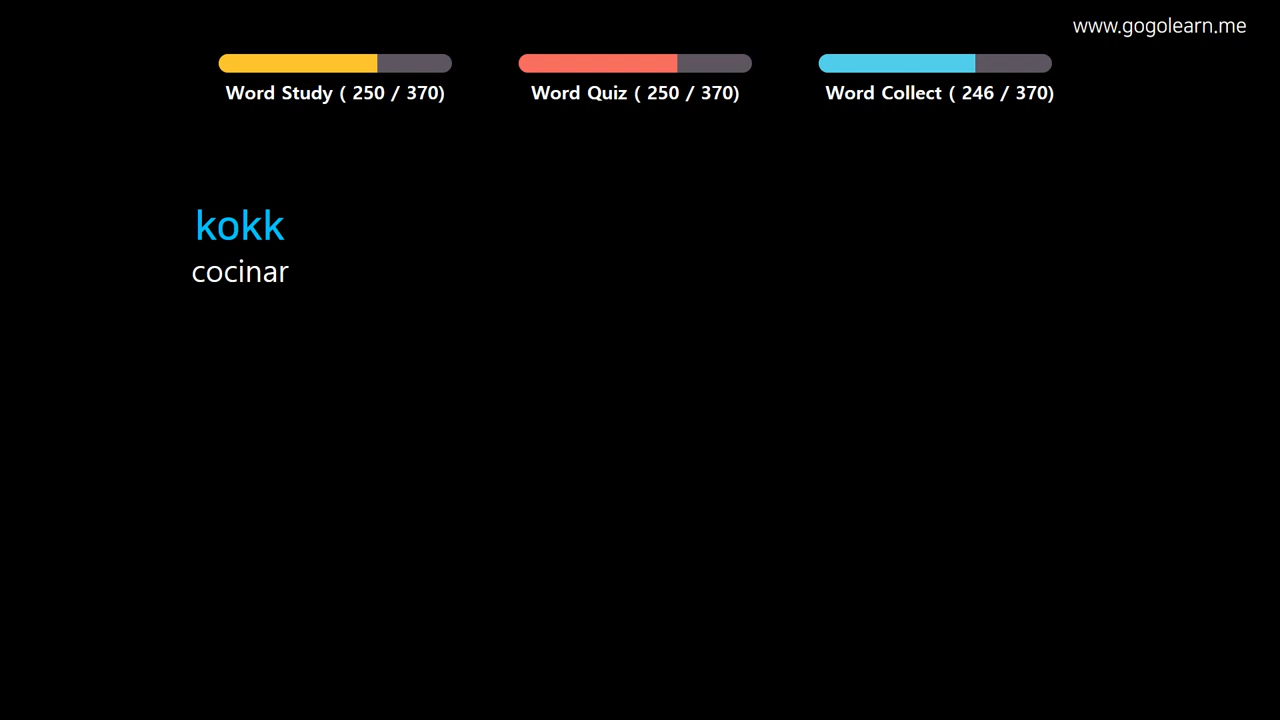 www.gogolearn.me
Word Study ( 250 / 370)
Word Quiz ( 250 / 370)
Word Collect ( 246 / 370)
kokk
cocinar